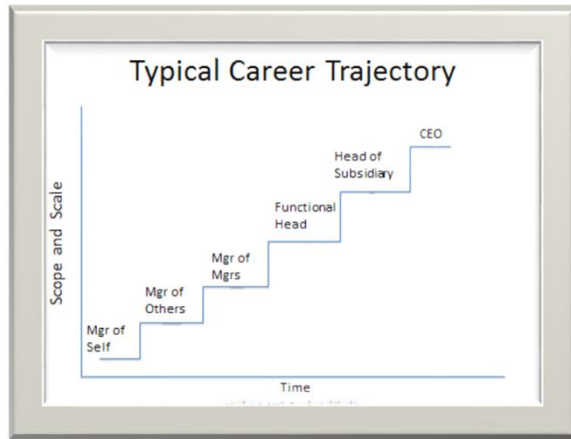 Typical Career Trajectory
CEO
Head of
Subsidiary
Functional
Head
Mgr of
Mgrs
Mgr of
Others
Mgr of
Self
Scope and Scale
Time